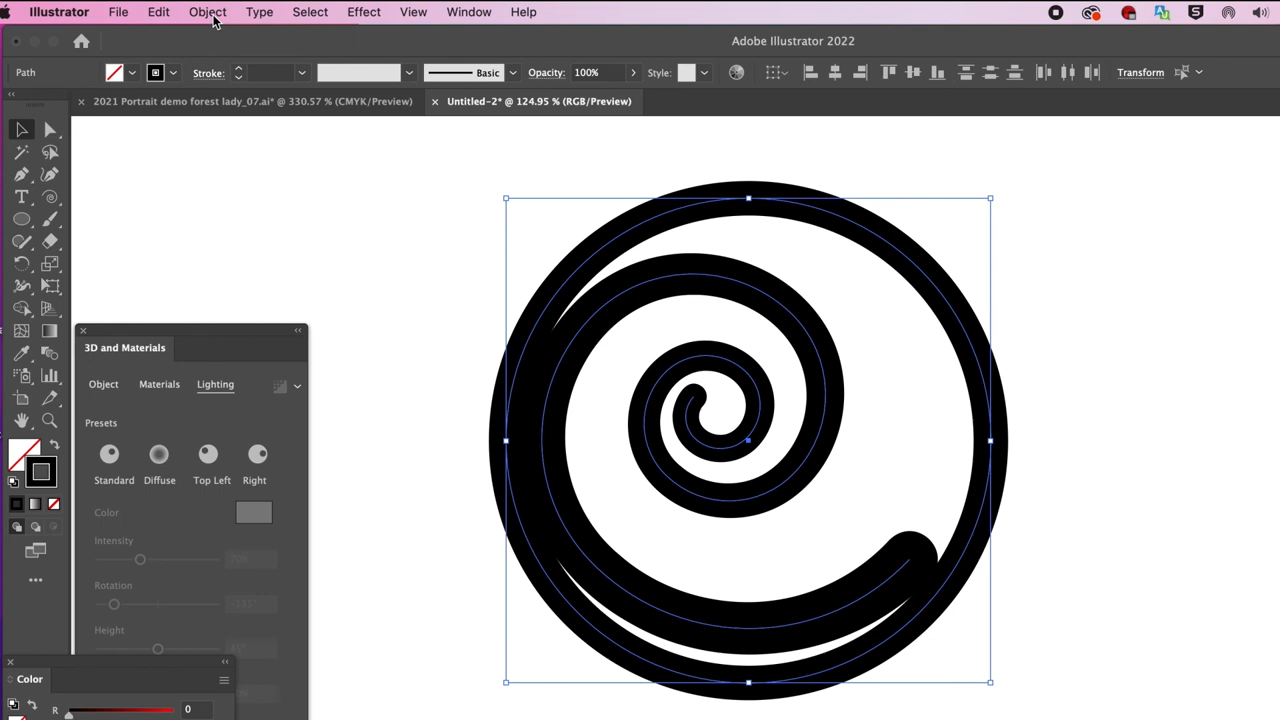 Illustrator File Edit Object Type Select Effect View Window Help
Adobe Illustrator 2022
Path Stroke: Basic Opacity: 100% Style: Transform
2021 Portrait demo forest lady_07.ai* @ 330.57 % (CMYK/Preview) Untitled-2* @ 124.95 % (RGB/Preview)
3D and Materials
Object Materials Lighting
Presets
Standard Diffuse Top Left Right
Color
Intensity
Rotation
Height 45°
Color
R 0